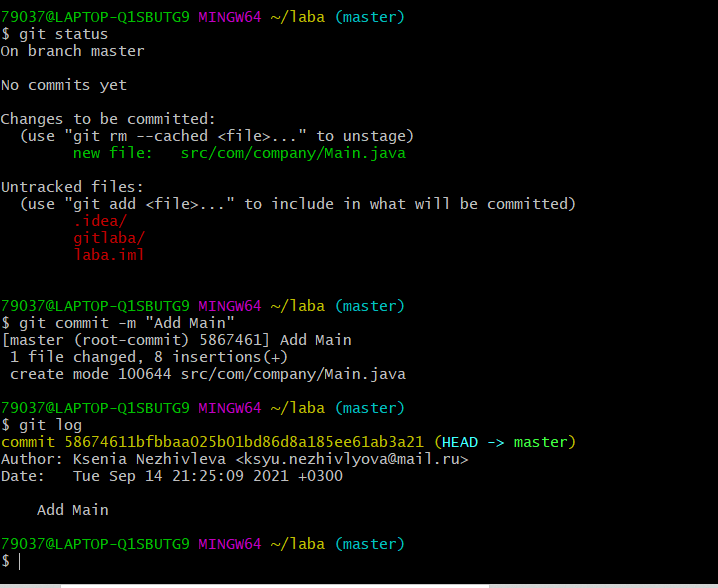 79037@LAPTOP-Q1SBUTG9 MINGW64 ~/laba (master)
$ git status
On branch master
No commits yet
Changes to be committed:
  (use "git rm --cached <file>..." to unstage)
        new file:   src/com/company/Main.java
Untracked files:
  (use "git add <file>..." to include in what will be committed)
        .idea/
        gitlaba/
        laba.iml
79037@LAPTOP-Q1SBUTG9 MINGW64 ~/laba (master)
$ git commit -m "Add Main"
[master (root-commit) 5867461] Add Main
 1 file changed, 8 insertions(+)
 create mode 100644 src/com/company/Main.java
79037@LAPTOP-Q1SBUTG9 MINGW64 ~/laba (master)
$ git log
commit 58674611bfbbaa025b01bd86d8a185ee61ab3a21 (HEAD -> master)
Author: Ksenia Nezhivleva <ksyu.nezhivlyova@mail.ru>
Date:   Tue Sep 14 21:25:09 2021 +0300
    Add Main
79037@LAPTOP-Q1SBUTG9 MINGW64 ~/laba (master)
$